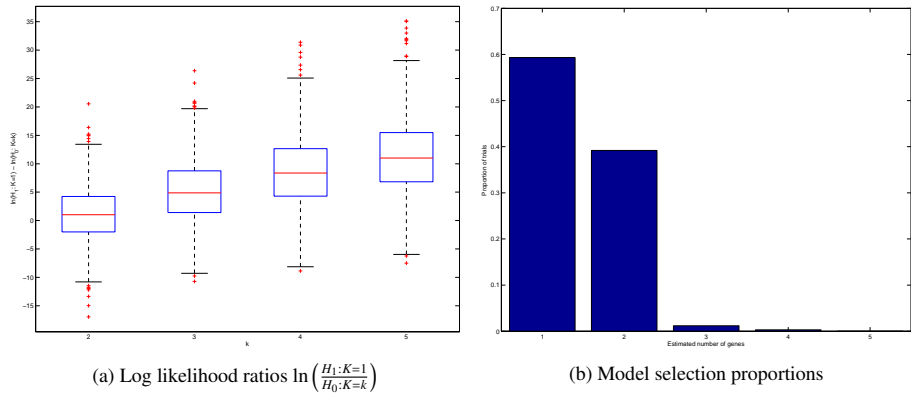 35
30
25
20
15
10
5
0
−5
−10
−15
ln(H₁: K=1) − ln(H₀: K=k)
2 3 4 5
k
(a) Log likelihood ratios ln(H₁:K=1 / H₀:K=k)
0.7
0.6
0.5
0.4
0.3
0.2
0.1
0
Proportion of trials
1 2 3 4 5
Estimated number of genes
(b) Model selection proportions